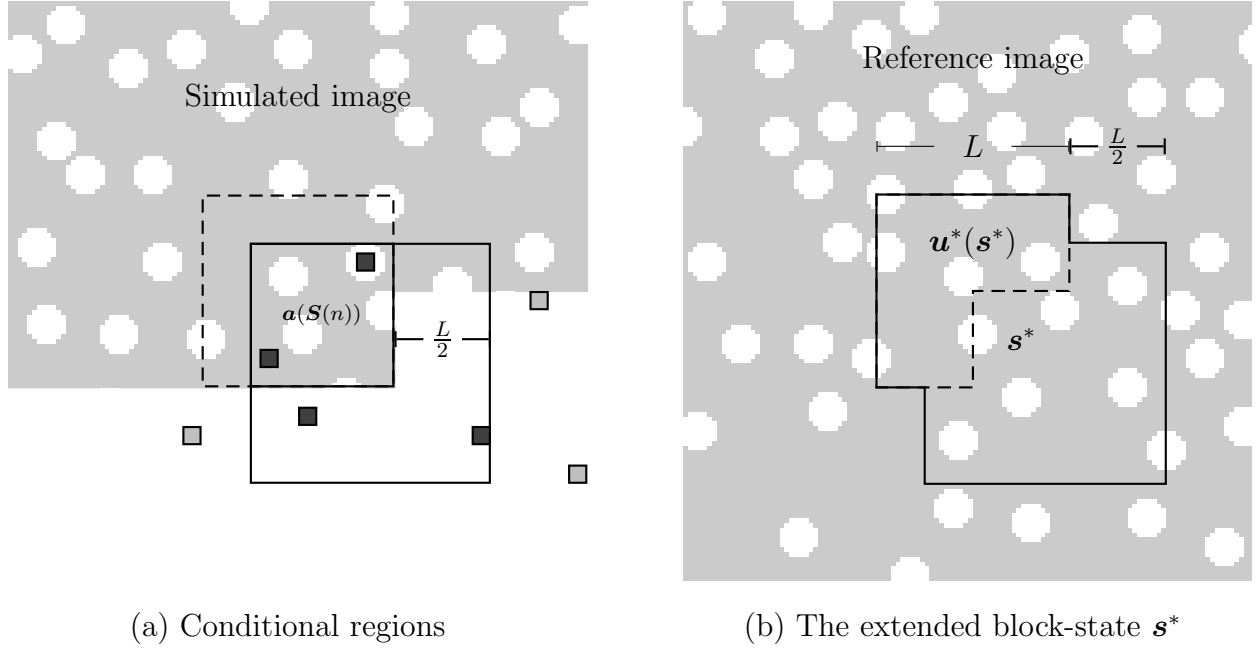 Simulated image
a(S(n))
L/2
(a) Conditional regions
Reference image
L
L/2
u*(s*)
s*
(b) The extended block-state s*